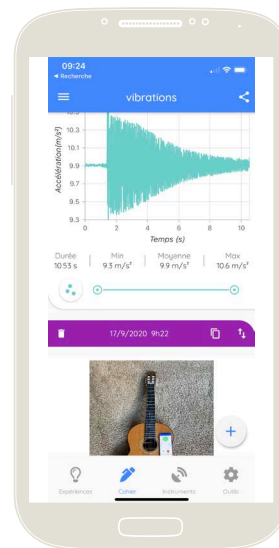 09:24
◀ Recherche
vibrations
10.3
10.1
9.9
9.7
9.5
9.3
Accélération(m/s²)
0 2 4 6 8 10
Temps (s)
Durée Min Moyenne Max
10.53 s 9.3 m/s² 9.9 m/s² 10.6 m/s²
17/9/2020 9h22
Expériences Cahier Instruments Outils